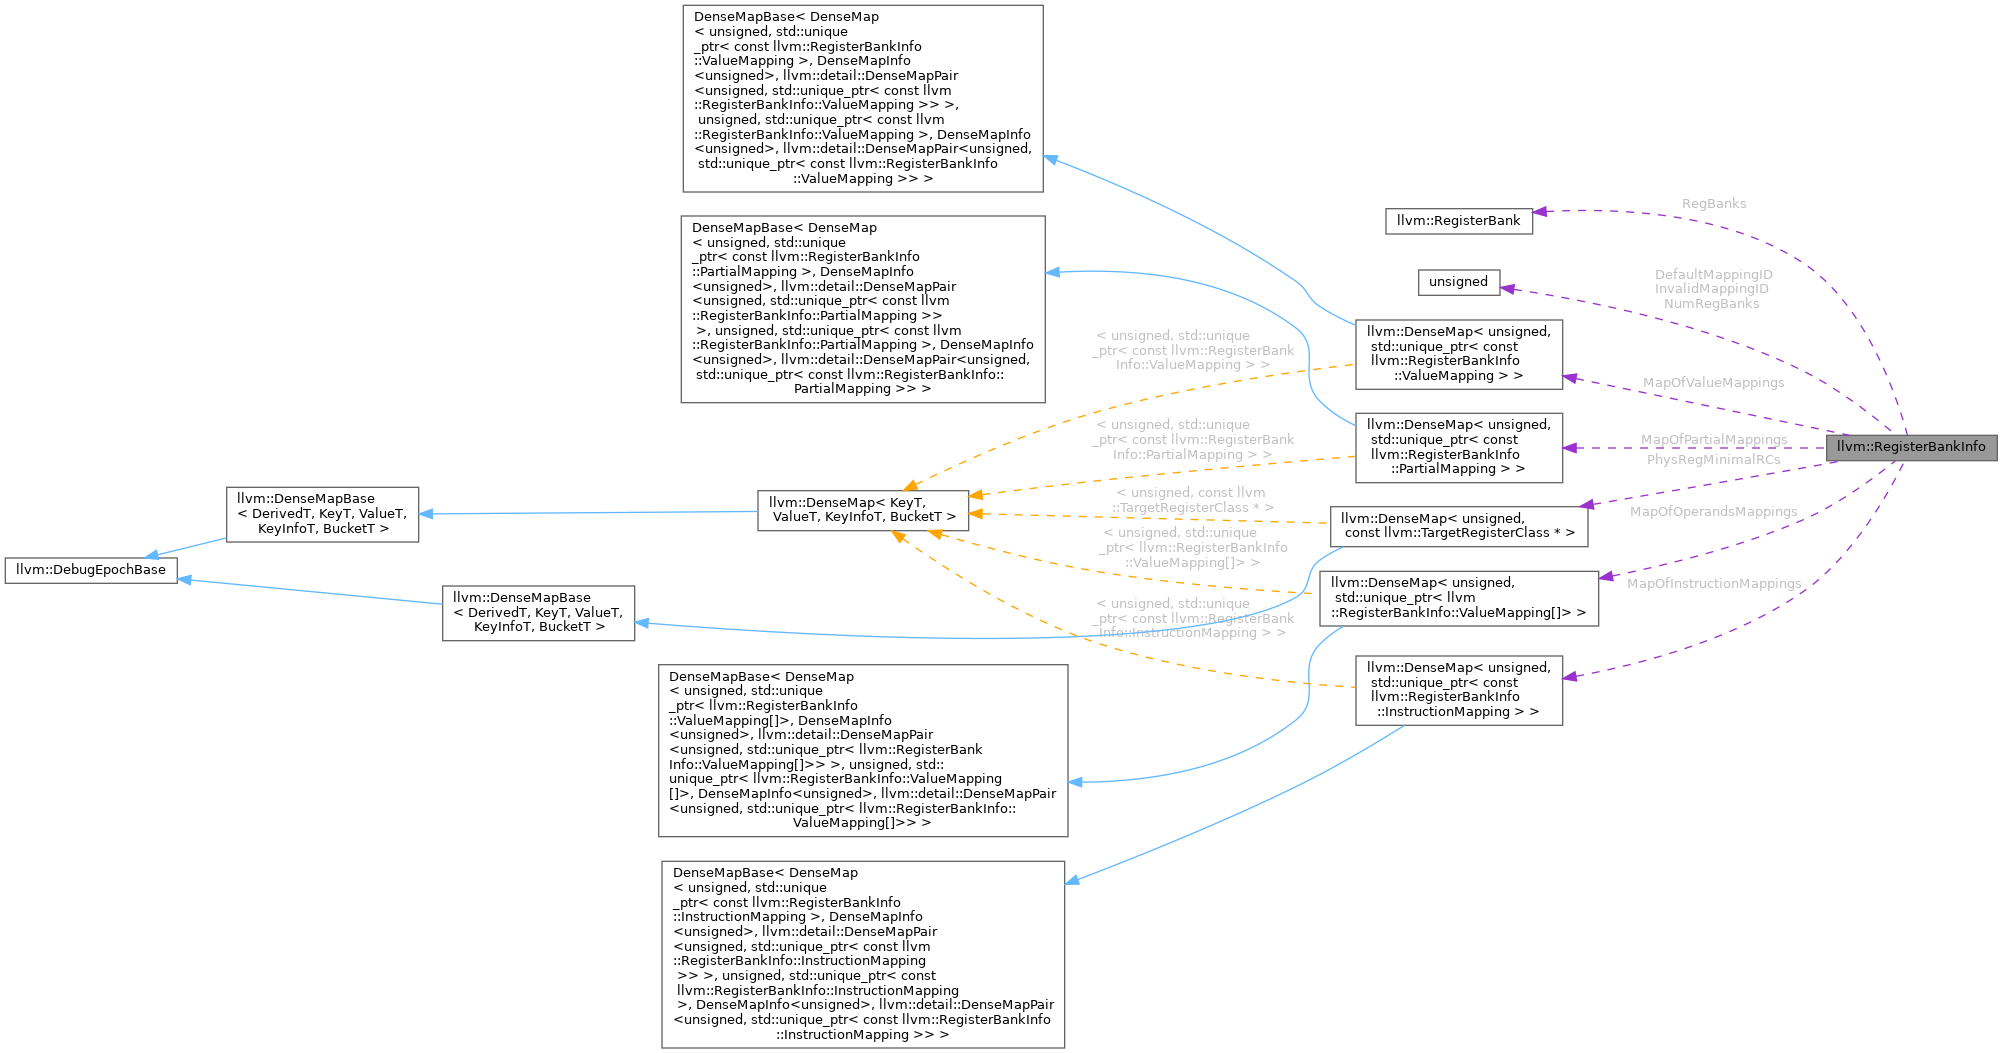 DenseMapBase< DenseMap
< unsigned, std::unique
_ptr< const llvm::RegisterBankInfo
::ValueMapping >, DenseMapInfo
<unsigned>, llvm::detail::DenseMapPair
<unsigned, std::unique_ptr< const llvm
::RegisterBankInfo::ValueMapping >> >,
unsigned, std::unique_ptr< const llvm
::RegisterBankInfo::ValueMapping >, DenseMapInfo
<unsigned>, llvm::detail::DenseMapPair<unsigned,
std::unique_ptr< const llvm::RegisterBankInfo
::ValueMapping >> >
DenseMapBase< DenseMap
< unsigned, std::unique
_ptr< const llvm::RegisterBankInfo
::PartialMapping >, DenseMapInfo
<unsigned>, llvm::detail::DenseMapPair
<unsigned, std::unique_ptr< const llvm
::RegisterBankInfo::PartialMapping >>
>, unsigned, std::unique_ptr< const llvm
::RegisterBankInfo::PartialMapping >, DenseMapInfo
<unsigned>, llvm::detail::DenseMapPair<unsigned,
std::unique_ptr< const llvm::RegisterBankInfo::
PartialMapping >> >
llvm::RegisterBank
RegBanks
unsigned
DefaultMappingID
InvalidMappingID
NumRegBanks
llvm::DenseMap< unsigned,
std::unique_ptr< const
llvm::RegisterBankInfo
::ValueMapping > >
MapOfValueMappings
< unsigned, std::unique
_ptr< const llvm::RegisterBank
Info::ValueMapping > >
llvm::DenseMap< unsigned,
std::unique_ptr< const
llvm::RegisterBankInfo
::PartialMapping > >
MapOfPartialMappings
< unsigned, std::unique
_ptr< const llvm::RegisterBank
Info::PartialMapping > >
llvm::RegisterBankInfo
PhysRegMinimalRCs
llvm::DenseMap< KeyT,
ValueT, KeyInfoT, BucketT >
< unsigned, const llvm
::TargetRegisterClass * >
llvm::DenseMap< unsigned,
const llvm::TargetRegisterClass * >
MapOfOperandsMappings
llvm::DenseMapBase
< DerivedT, KeyT, ValueT,
KeyInfoT, BucketT >
< unsigned, std::unique
_ptr< llvm::RegisterBankInfo
::ValueMapping[]> >
llvm::DebugEpochBase
llvm::DenseMap< unsigned,
std::unique_ptr< llvm
::RegisterBankInfo::ValueMapping[]> >
MapOfInstructionMappings
llvm::DenseMapBase
< DerivedT, KeyT, ValueT,
KeyInfoT, BucketT >
< unsigned, std::unique
_ptr< const llvm::RegisterBank
Info::InstructionMapping > >
llvm::DenseMap< unsigned,
std::unique_ptr< const
llvm::RegisterBankInfo
::InstructionMapping > >
DenseMapBase< DenseMap
< unsigned, std::unique
_ptr< llvm::RegisterBankInfo
::ValueMapping[]>, DenseMapInfo
<unsigned>, llvm::detail::DenseMapPair
<unsigned, std::unique_ptr< llvm::RegisterBank
Info::ValueMapping[]>> >, unsigned, std::
unique_ptr< llvm::RegisterBankInfo::ValueMapping
[]>, DenseMapInfo<unsigned>, llvm::detail::DenseMapPair
<unsigned, std::unique_ptr< llvm::RegisterBankInfo::
ValueMapping[]>> >
DenseMapBase< DenseMap
< unsigned, std::unique
_ptr< const llvm::RegisterBankInfo
::InstructionMapping >, DenseMapInfo
<unsigned>, llvm::detail::DenseMapPair
<unsigned, std::unique_ptr< const llvm
::RegisterBankInfo::InstructionMapping
>> >, unsigned, std::unique_ptr< const
llvm::RegisterBankInfo::InstructionMapping
>, DenseMapInfo<unsigned>, llvm::detail::DenseMapPair
<unsigned, std::unique_ptr< const llvm::RegisterBankInfo
::InstructionMapping >> >